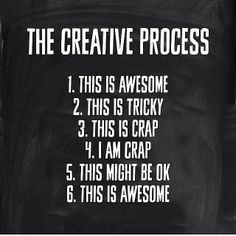 THE CREATIVE PROCESS
1. THIS IS AWESOME
2. THIS IS TRICKY
3. THIS IS CRAP
4. I AM CRAP
5. THIS MIGHT BE OK
6. THIS IS AWESOME